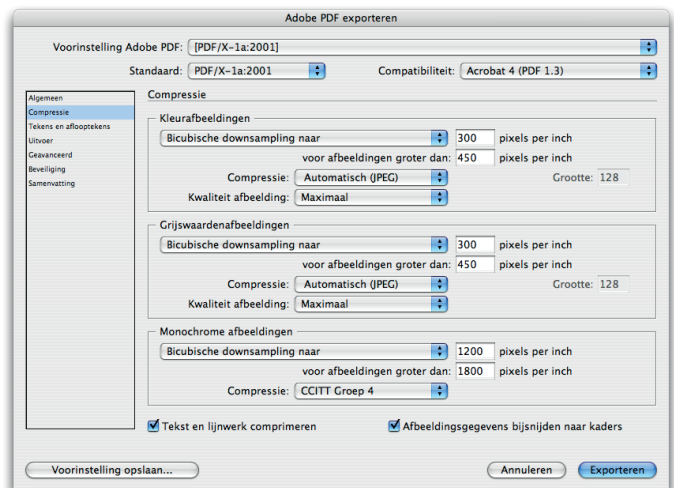 Adobe PDF exporteren
Voorinstelling Adobe PDF: [PDF/X-1a:2001]
Standaard: PDF/X-1a:2001 Compatibiliteit: Acrobat 4 (PDF 1.3)
Algemeen
Compressie
Tekens en aflooptekens
Uitvoer
Geavanceerd
Beveiliging
Samenvatting
Compressie
Kleurafbeeldingen
Bicubische downsampling naar 300 pixels per inch
voor afbeeldingen groter dan: 450 pixels per inch
Compressie: Automatisch (JPEG) Grootte: 128
Kwaliteit afbeelding: Maximaal
Grijswaardenafbeeldingen
Bicubische downsampling naar 300 pixels per inch
voor afbeeldingen groter dan: 450 pixels per inch
Compressie: Automatisch (JPEG) Grootte: 128
Kwaliteit afbeelding: Maximaal
Monochrome afbeeldingen
Bicubische downsampling naar 1200 pixels per inch
voor afbeeldingen groter dan: 1800 pixels per inch
Compressie: CCITT Groep 4
Tekst en lijnwerk comprimeren Afbeeldingsgegevens bijsnijden naar kaders
Voorinstelling opslaan... Annuleren Exporteren